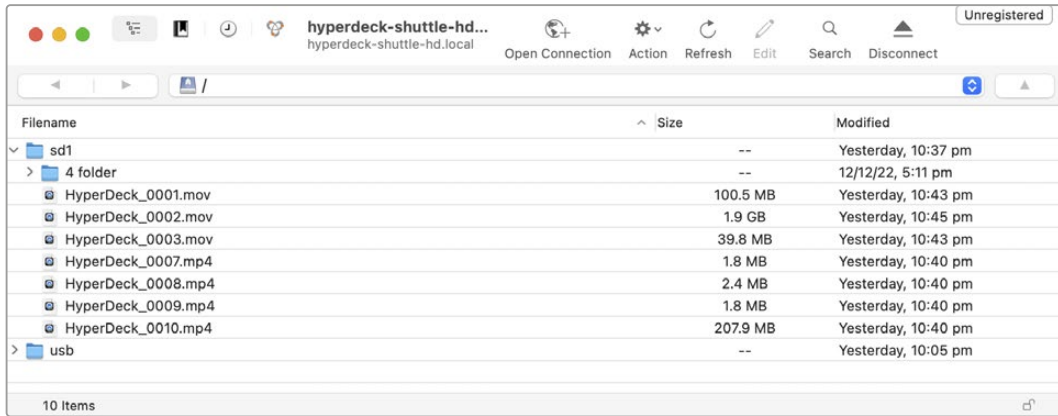 Unregistered
hyperdeck-shuttle-hd...
hyperdeck-shuttle-hd.local
Open Connection Action Refresh Edit Search Disconnect
/
Filename Size Modified
sd1 -- Yesterday, 10:37 pm
4 folder -- 12/12/22, 5:11 pm
HyperDeck_0001.mov 100.5 MB Yesterday, 10:43 pm
HyperDeck_0002.mov 1.9 GB Yesterday, 10:45 pm
HyperDeck_0003.mov 39.8 MB Yesterday, 10:43 pm
HyperDeck_0007.mp4 1.8 MB Yesterday, 10:40 pm
HyperDeck_0008.mp4 2.4 MB Yesterday, 10:40 pm
HyperDeck_0009.mp4 1.8 MB Yesterday, 10:40 pm
HyperDeck_0010.mp4 207.9 MB Yesterday, 10:40 pm
usb -- Yesterday, 10:05 pm
10 Items